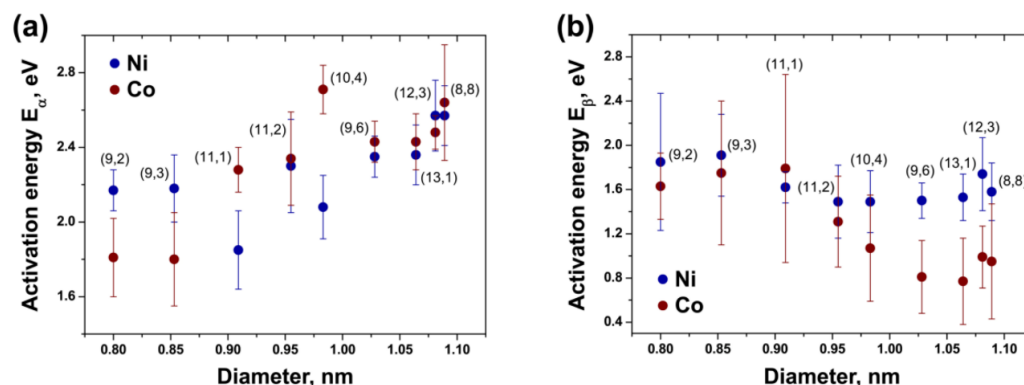 (a)
Activation energy Eα, eV
2.8
2.4
2.0
1.6
Ni
Co
(9,2)
(9,3)
(11,1)
(11,2)
(10,4)
(9,6)
(12,3)
(13,1)
(8,8)
0.80 0.85 0.90 0.95 1.00 1.05 1.10
Diameter, nm
(b)
Activation energy Eβ, eV
2.8
2.4
2.0
1.6
1.2
0.8
0.4
(9,2)
(9,3)
(11,1)
(11,2)
(10,4)
(9,6)
(13,1)
(12,3)
(8,8)
Ni
Co
0.80 0.85 0.90 0.95 1.00 1.05 1.10
Diameter, nm